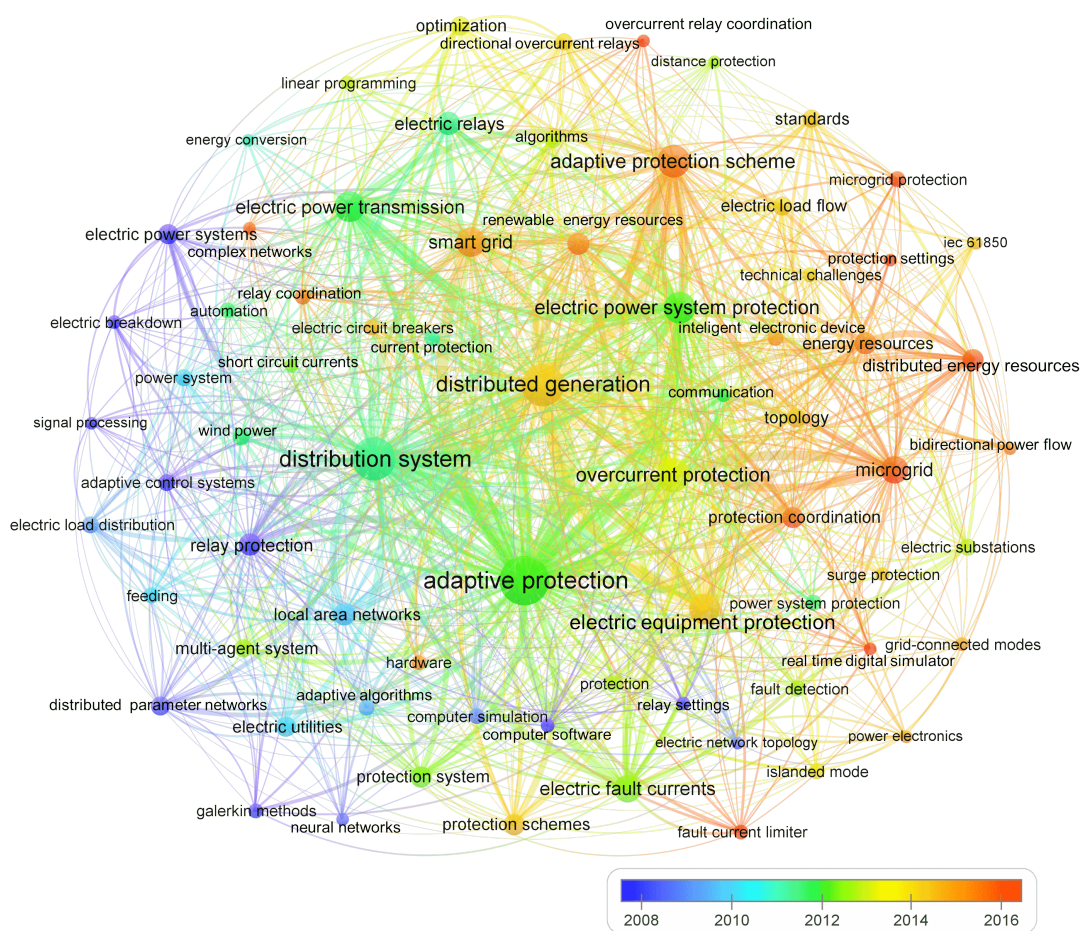 optimization
overcurrent relay coordination
directional overcurrent relays
distance protection
linear programming
electric relays
algorithms
standards
energy conversion
adaptive protection scheme
microgrid protection
electric power transmission
renewable energy resources
electric load flow
electric power systems
smart grid
iec 61850
complex networks
protection settings
technical challenges
relay coordination
automation
electric power system protection
electric breakdown
electric circuit breakers
inteligent electronic device
current protection
energy resources
short circuit currents
distributed energy resources
power system
distributed generation
communication
signal processing
wind power
topology
bidirectional power flow
distribution system
overcurrent protection
microgrid
adaptive control systems
electric load distribution
protection coordination
relay protection
electric substations
adaptive protection
surge protection
feeding
local area networks
power system protection
electric equipment protection
multi-agent system
grid-connected modes
hardware
real time digital simulator
protection
fault detection
adaptive algorithms
distributed parameter networks
relay settings
computer simulation
electric utilities
computer software
electric network topology
power electronics
protection system
islanded mode
electric fault currents
galerkin methods
neural networks
protection schemes
fault current limiter
2008 2010 2012 2014 2016